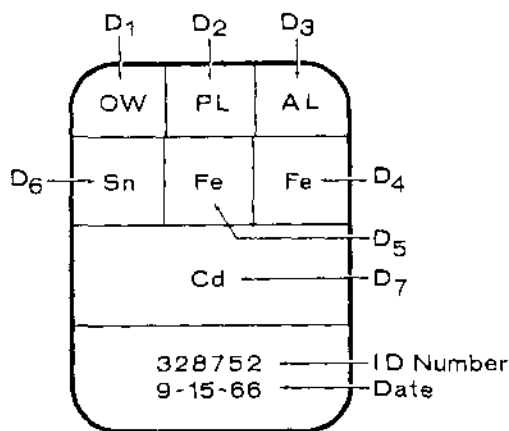 D1 D2 D3
OW PL AL
D6 Sn Fe Fe D4
D5
Cd D7
328752 ID Number
9-15-66 Date